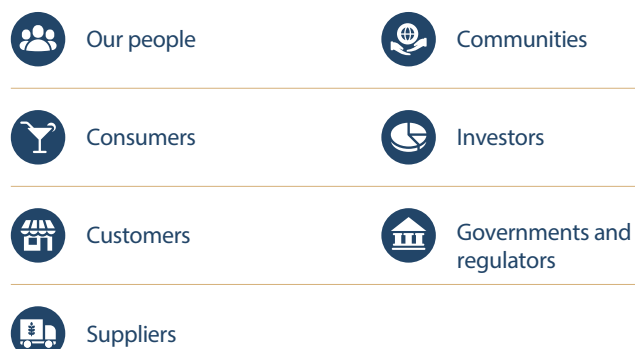 Our people
Consumers
Customers
Suppliers
Communities
Investors
Governments and
regulators